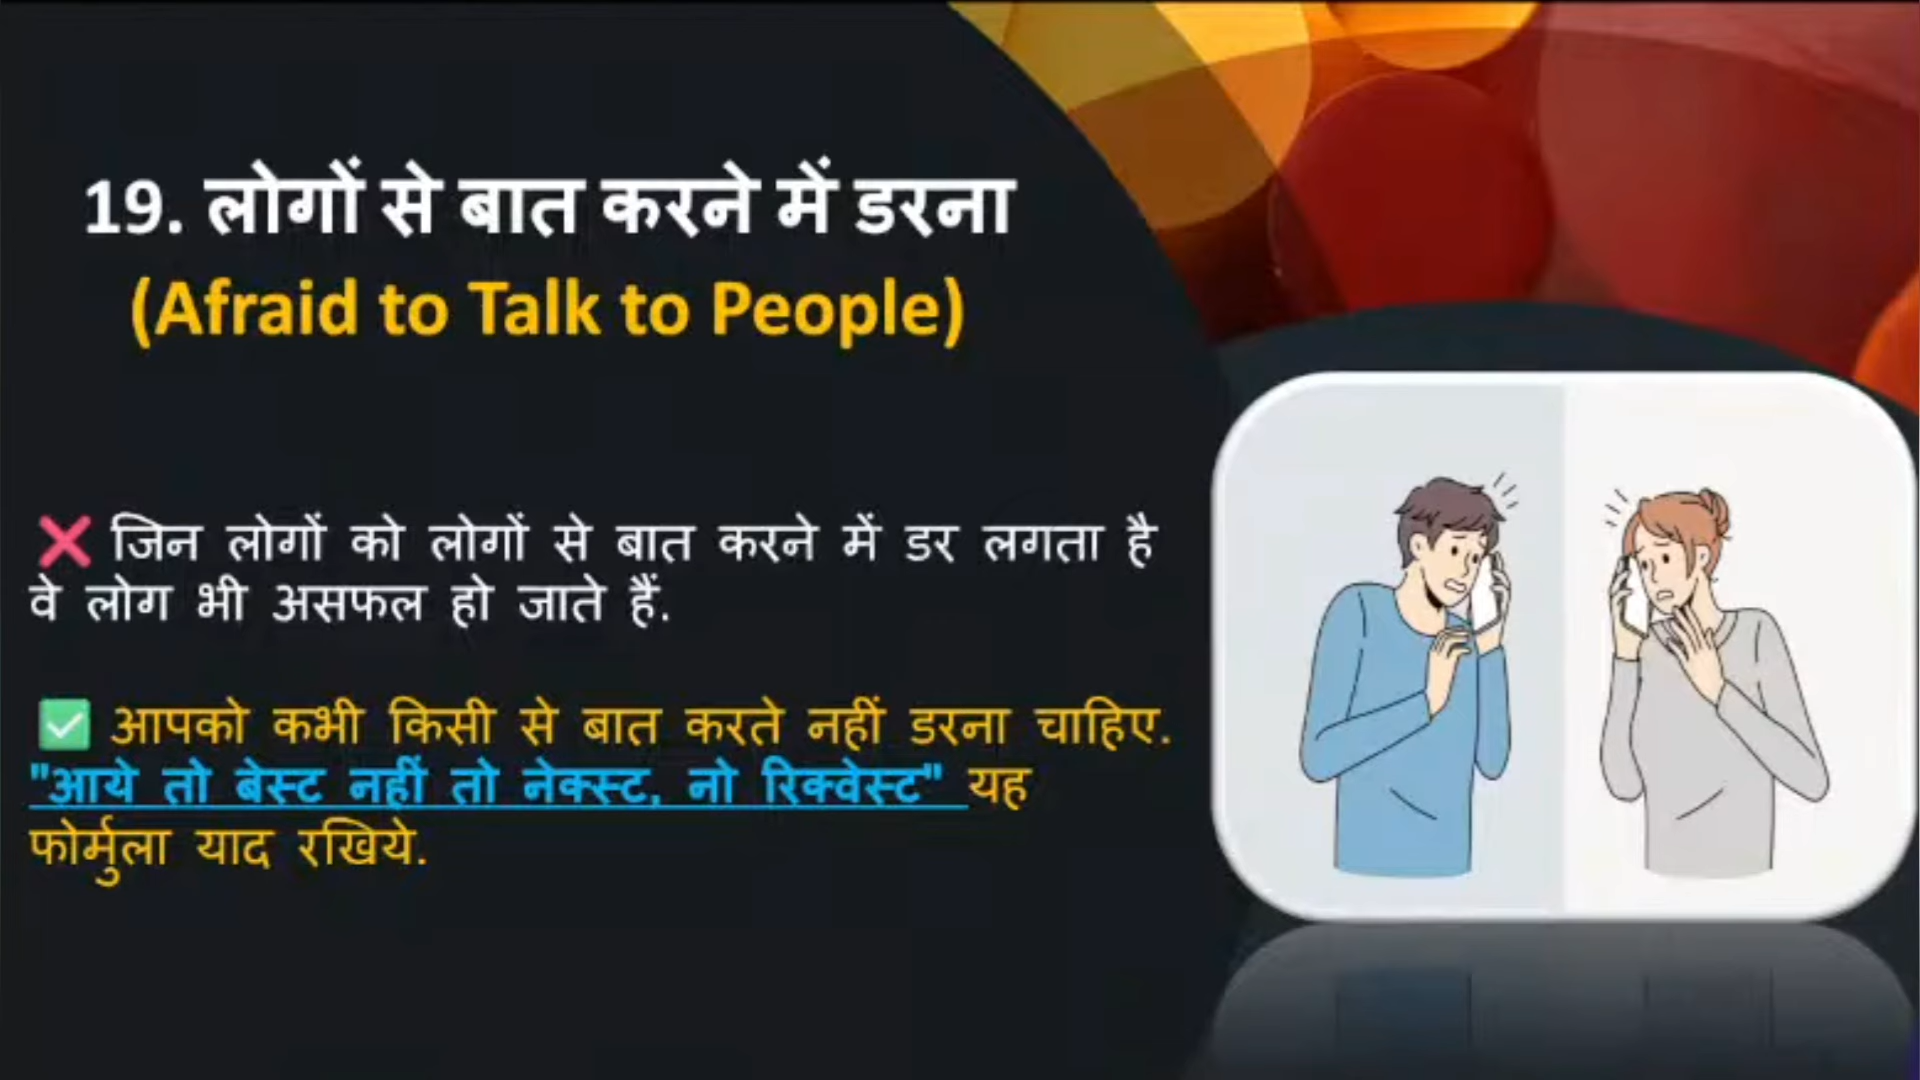 19. लोगों से बात करने में डरना
(Afraid to Talk to People)
❌ जिन लोगों को लोगों से बात करने में डर लगता है
वे लोग भी असफल हो जाते हैं.
✅ आपको कभी किसी से बात करते नहीं डरना चाहिए.
"आये तो बेस्ट नहीं तो नेक्स्ट, नो रिक्वेस्ट" यह
फोर्मुला याद रखिये.